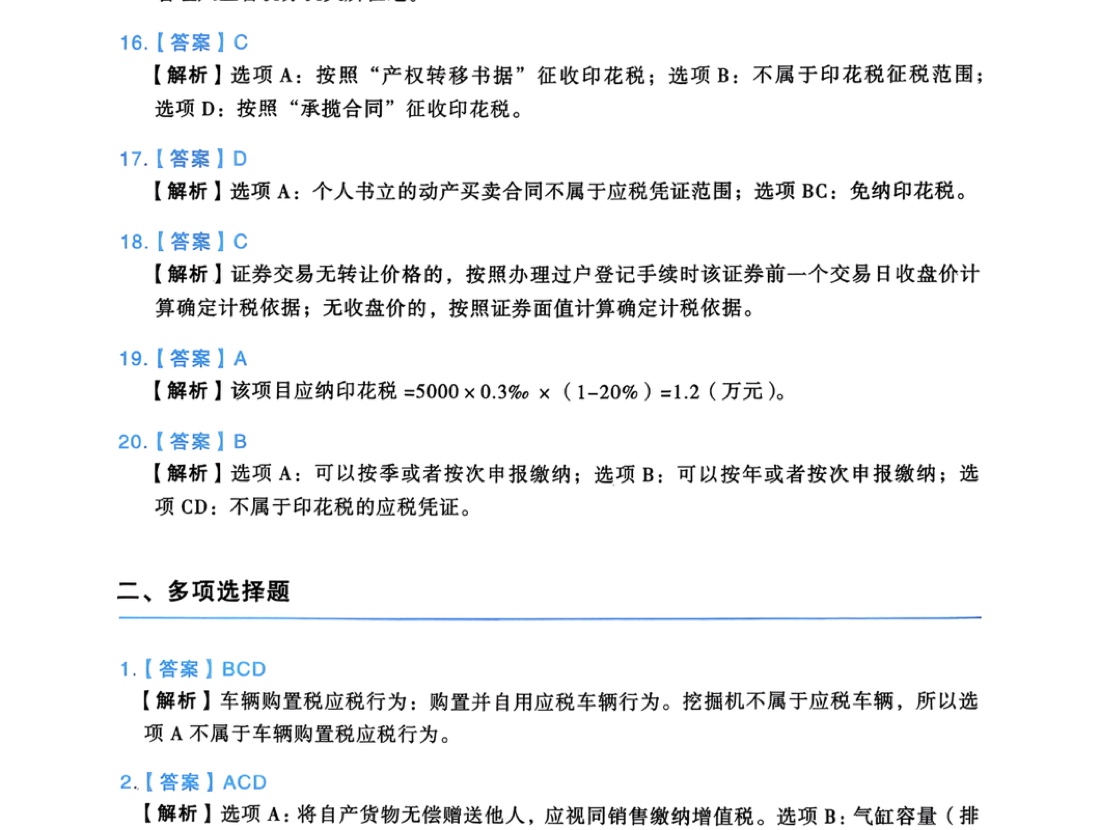 16.【答案】C
【解析】选项 A：按照“产权转移书据”征收印花税；选项 B：不属于印花税征税范围；
选项 D：按照“承揽合同”征收印花税。
17.【答案】D
【解析】选项 A：个人书立的动产买卖合同不属于应税凭证范围；选项 BC：免纳印花税。
18.【答案】C
【解析】证券交易无转让价格的，按照办理过户登记手续时该证券前一个交易日收盘价计
算确定计税依据；无收盘价的，按照证券面值计算确定计税依据。
19.【答案】A
【解析】该项目应纳印花税 =5000×0.3‰ ×（1-20%）=1.2（万元）。
20.【答案】B
【解析】选项 A：可以按季或者按次申报缴纳；选项 B：可以按年或者按次申报缴纳；选
项 CD：不属于印花税的应税凭证。
二、多项选择题
1.【答案】BCD
【解析】车辆购置税应税行为：购置并自用应税车辆行为。挖掘机不属于应税车辆，所以选
项 A 不属于车辆购置税应税行为。
2.【答案】ACD
【解析】选项 A：将自产货物无偿赠送他人，应视同销售缴纳增值税。选项 B：气缸容量（排